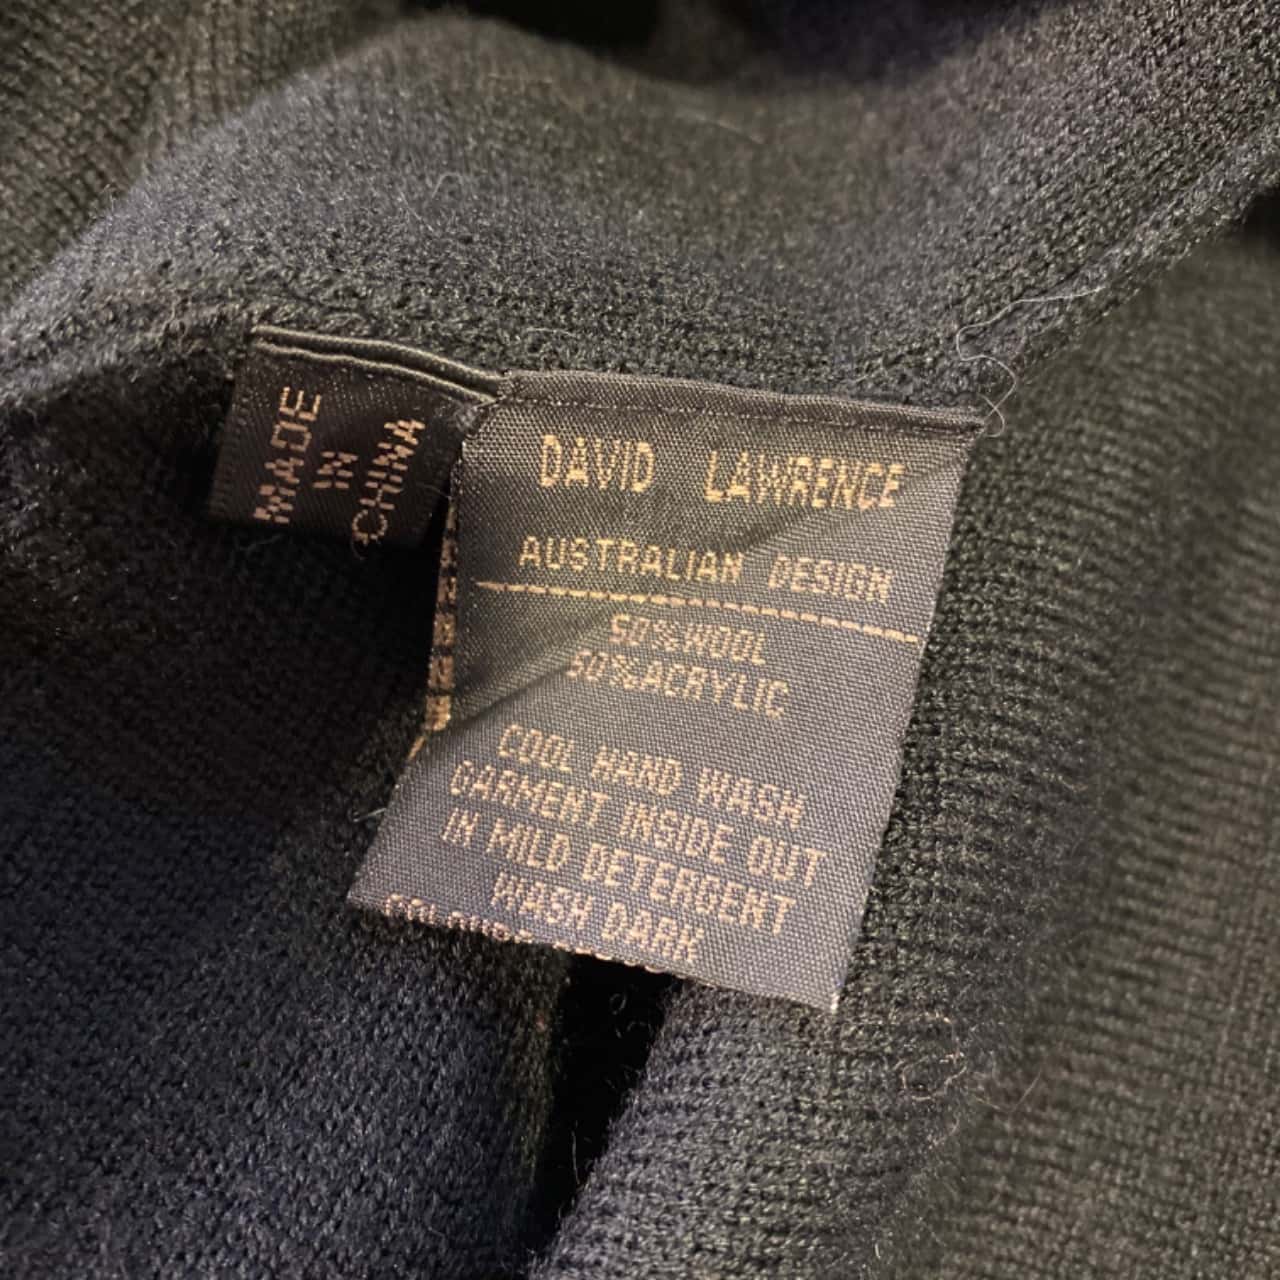 MADE
IN
CHINA
DAVID LAWRENCE
AUSTRALIAN DESIGN
50%WOOL
50%ACRYLIC
COOL HAND WASH
GARMENT INSIDE OUT
IN MILD DETERGENT
WASH DARK